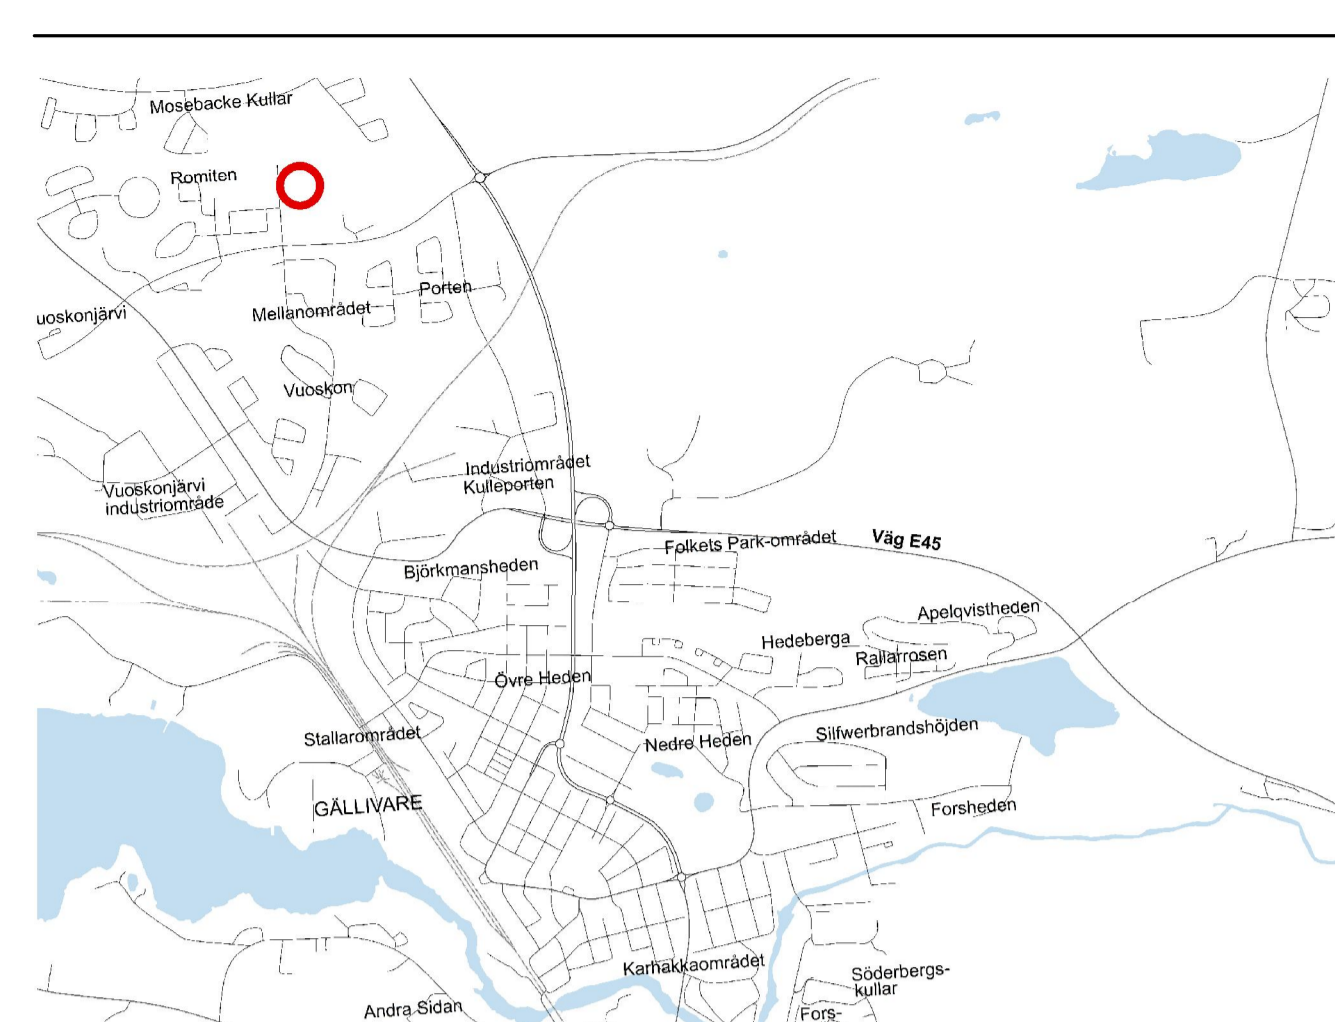 Mosebacke Kullar
Romiten
Porten
Mellanområdet
uoskonjärvi
Vuoskon
Industriområdet
Kulleporten
Vuoskonjärvi
industriområde
Folkets Park-området
Väg E45
Björkmansheden
Apelqvistheden
Hedeberga
Rallarrosen
Övre Heden
Stallarområdet
Nedre Heden
Silfwerbrandshöjden
GÄLLIVARE
Forsheden
Karhakkaområdet
Söderbergs-
kullar
Andra Sidan
Fors-